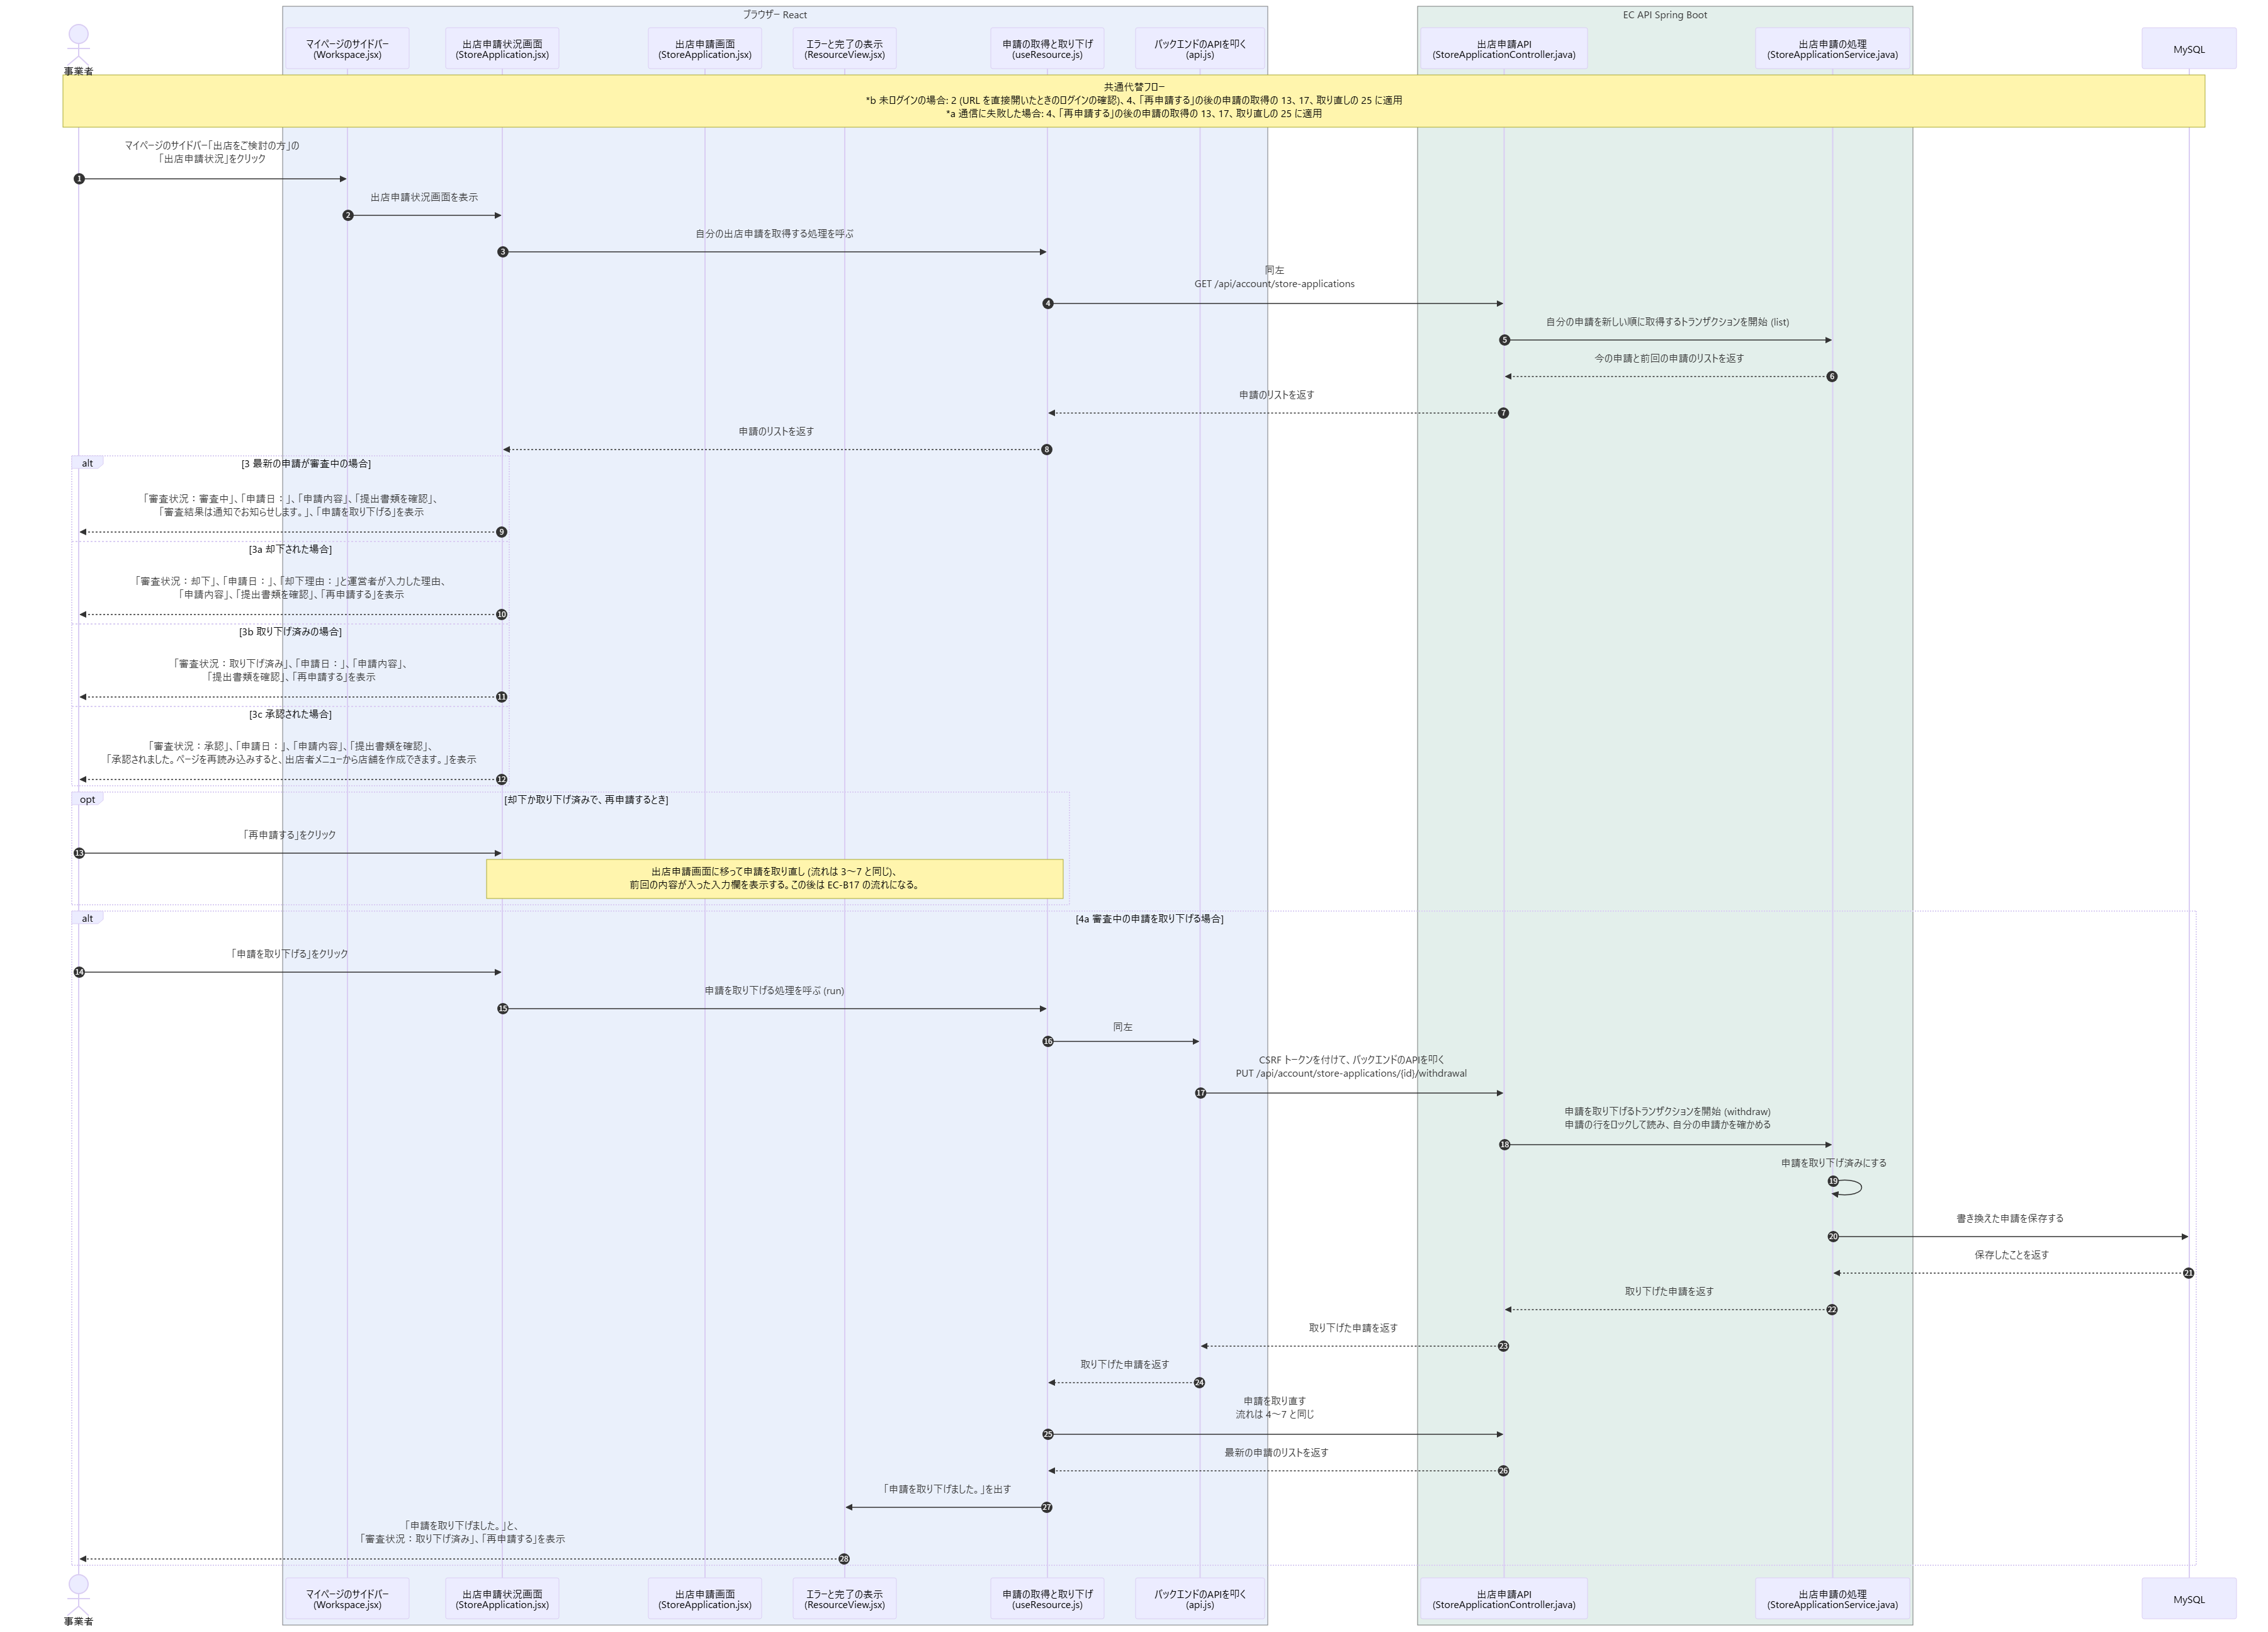 ブラウザー React
EC API Spring Boot
事業者
マイページのサイドバー
(Workspace.jsx)
出店申請状況画面
(StoreApplication.jsx)
出店申請画面
(StoreApplication.jsx)
エラーと完了の表示
(ResourceView.jsx)
申請の取得と取り下げ
(useResource.js)
バックエンドのAPIを叩く
(api.js)
出店申請API
(StoreApplicationController.java)
出店申請の処理
(StoreApplicationService.java)
MySQL
共通代替フロー
*b 未ログインの場合: 2 (URL を直接開いたときのログインの確認)、4、「再申請する」の後の申請の取得の 13、17、取り直しの 25 に適用
*a 通信に失敗した場合: 4、「再申請する」の後の申請の取得の 13、17、取り直しの 25 に適用
マイページのサイドバー「出店をご検討の方」の
「出店申請状況」をクリック
1
出店申請状況画面を表示
2
自分の出店申請を取得する処理を呼ぶ
3
同左
GET /api/account/store-applications
4
自分の申請を新しい順に取得するトランザクションを開始 (list)
5
今の申請と前回の申請のリストを返す
6
申請のリストを返す
7
申請のリストを返す
8
alt
[3 最新の申請が審査中の場合]
「審査状況：審査中」、「申請日：」、「申請内容」、「提出書類を確認」、
「審査結果は通知でお知らせします。」、「申請を取り下げる」を表示
9
[3a 却下された場合]
「審査状況：却下」、「申請日：」、「却下理由：」と運営者が入力した理由、
「申請内容」、「提出書類を確認」、「再申請する」を表示
10
[3b 取り下げ済みの場合]
「審査状況：取り下げ済み」、「申請日：」、「申請内容」、
「提出書類を確認」、「再申請する」を表示
11
[3c 承認された場合]
「審査状況：承認」、「申請日：」、「申請内容」、「提出書類を確認」、
「承認されました。ページを再読み込みすると、出店者メニューから店舗を作成できます。」を表示
12
opt
[却下か取り下げ済みで、再申請するとき]
「再申請する」をクリック
13
出店申請画面に移って申請を取り直し (流れは 3～7 と同じ)、
前回の内容が入った入力欄を表示する。この後は EC-B17 の流れになる。
alt
[4a 審査中の申請を取り下げる場合]
「申請を取り下げる」をクリック
14
申請を取り下げる処理を呼ぶ (run)
15
同左
16
CSRF トークンを付けて、バックエンドのAPIを叩く
PUT /api/account/store-applications/{id}/withdrawal
17
申請を取り下げるトランザクションを開始 (withdraw)
申請の行をロックして読み、自分の申請かを確かめる
18
申請を取り下げ済みにする
19
書き換えた申請を保存する
20
保存したことを返す
21
取り下げた申請を返す
22
取り下げた申請を返す
23
取り下げた申請を返す
24
申請を取り直す
流れは 4～7 と同じ
25
最新の申請のリストを返す
26
「申請を取り下げました。」を出す
27
「申請を取り下げました。」と、
「審査状況：取り下げ済み」、「再申請する」を表示
28
事業者
マイページのサイドバー
(Workspace.jsx)
出店申請状況画面
(StoreApplication.jsx)
出店申請画面
(StoreApplication.jsx)
エラーと完了の表示
(ResourceView.jsx)
申請の取得と取り下げ
(useResource.js)
バックエンドのAPIを叩く
(api.js)
出店申請API
(StoreApplicationController.java)
出店申請の処理
(StoreApplicationService.java)
MySQL